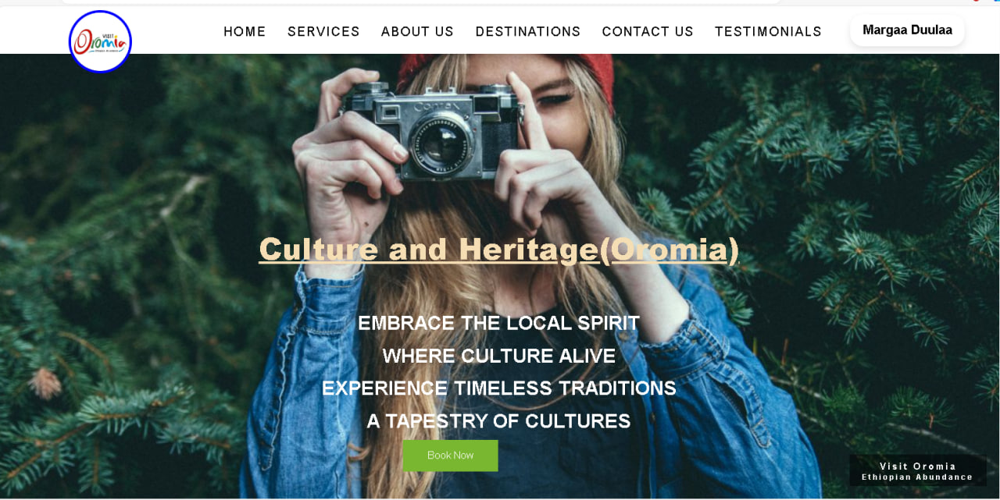 VISIT
Oromia
HOME SERVICES ABOUT US DESTINATIONS CONTACT US TESTIMONIALS Margaa Duulaa
Contax
Culture and Heritage(Oromia)
EMBRACE THE LOCAL SPIRIT
WHERE CULTURE ALIVE
EXPERIENCE TIMELESS TRADITIONS
A TAPESTRY OF CULTURES
Book Now
Visit Oromia
Ethiopian Abundance